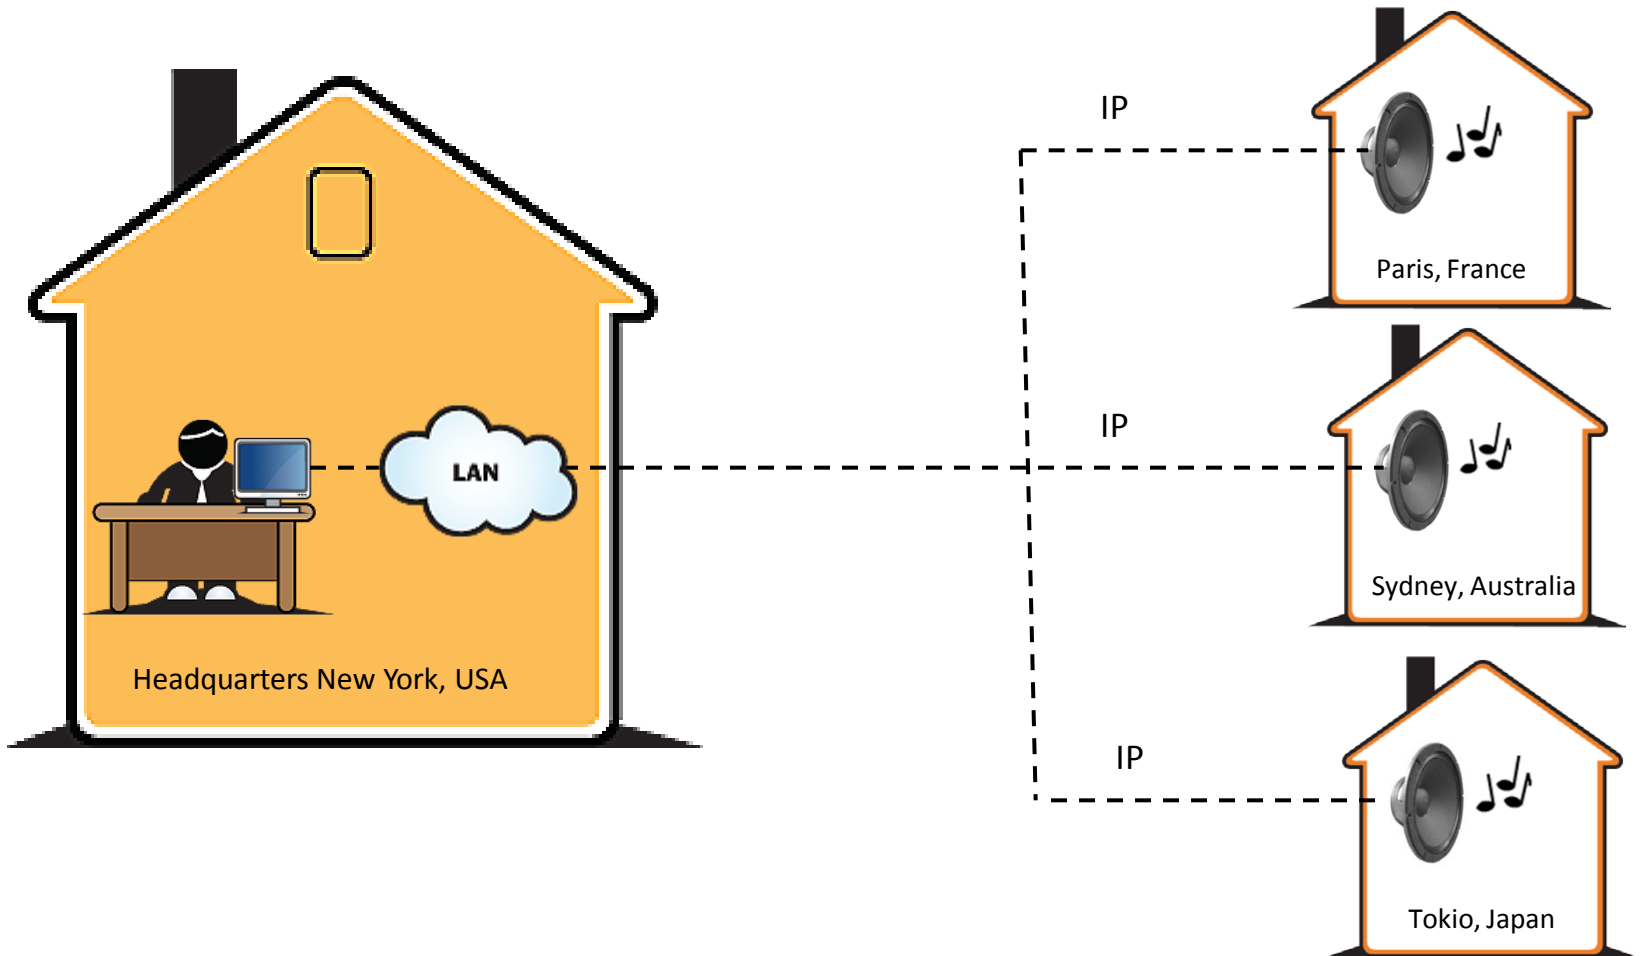 IP
Paris, France
IP
LAN
Sydney, Australia
Headquarters New York, USA
IP
Tokio, Japan